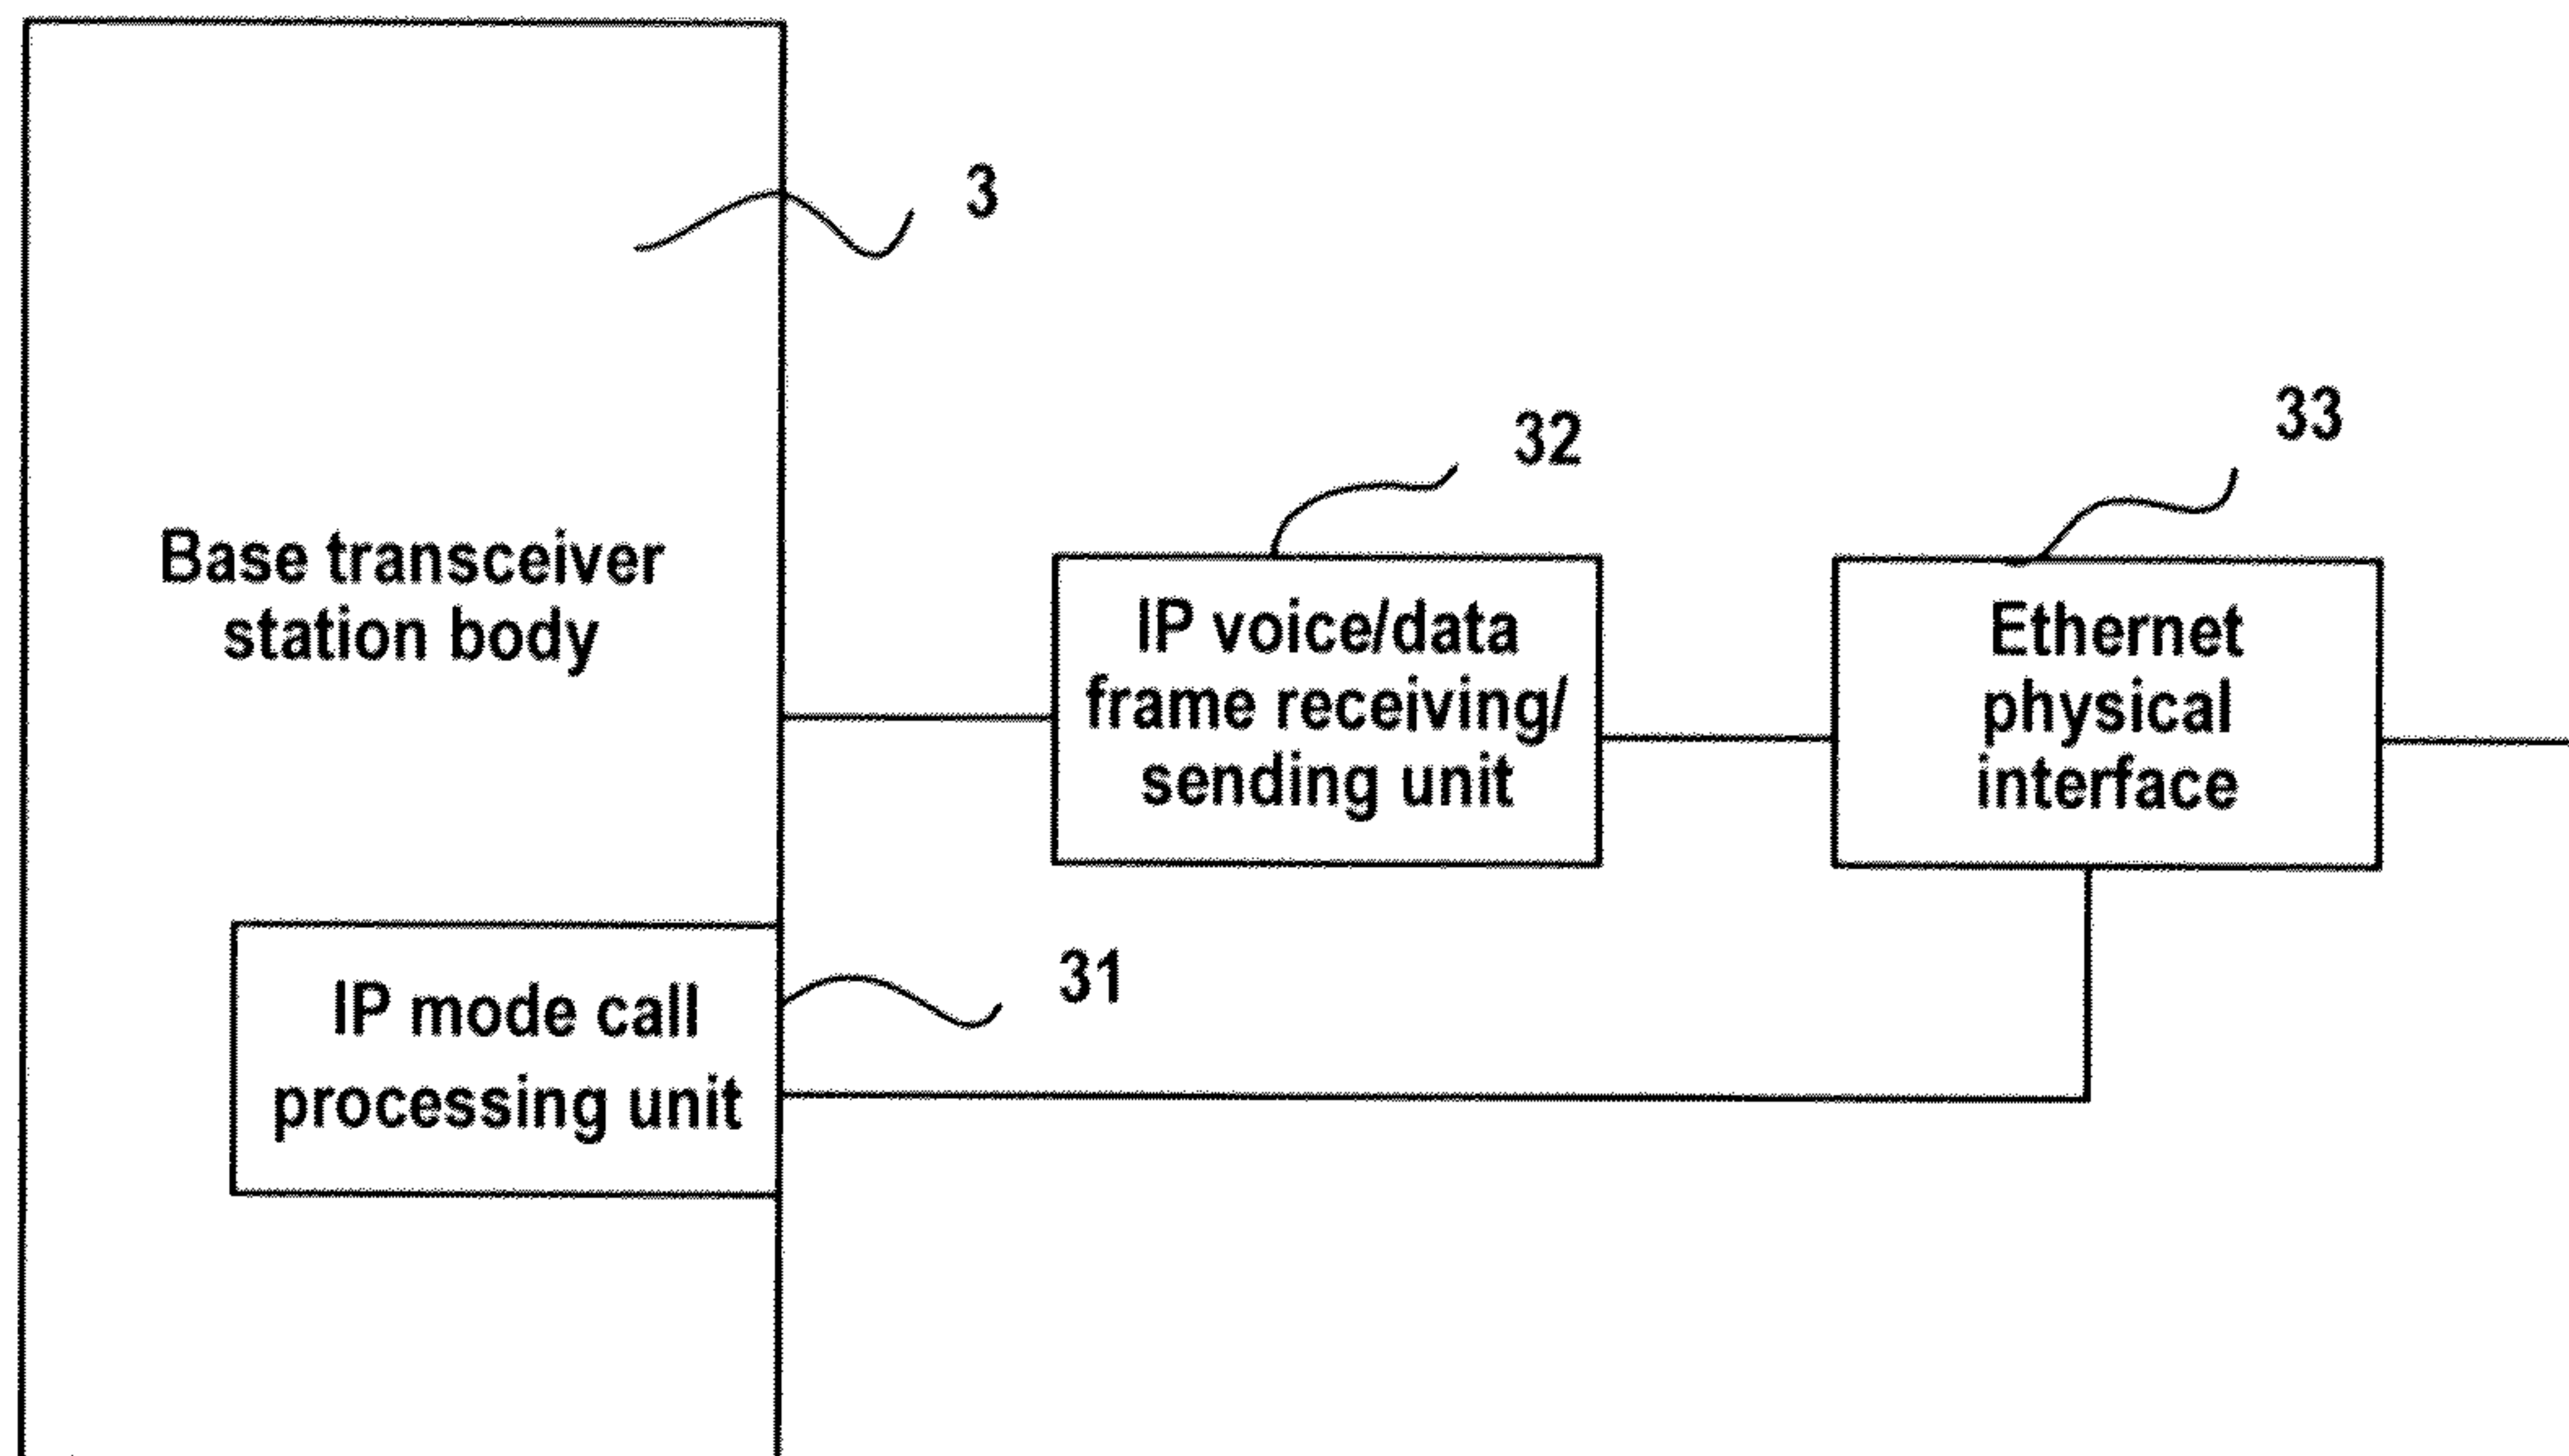 3
33
32
Base transceiver
station body
IP voice/data
frame receiving/
sending unit
Ethernet
physical
interface
31
IP mode call
processing unit